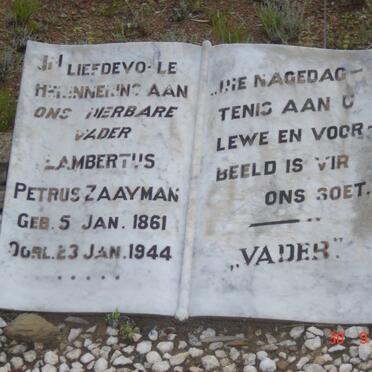 IN LIEFDEVOLLE
HERINNERING AAN
ONS DIERBARE
VADER
LAMBERTUS
PETRUS ZAAYMAN
GEB. 5 JAN. 1861
OORL. 23 JAN. 1944
„DIE NAGEDAG-
TENIS AAN U
LEWE EN VOOR-
BEELD IS VIR
ONS SOET.
„VADER"